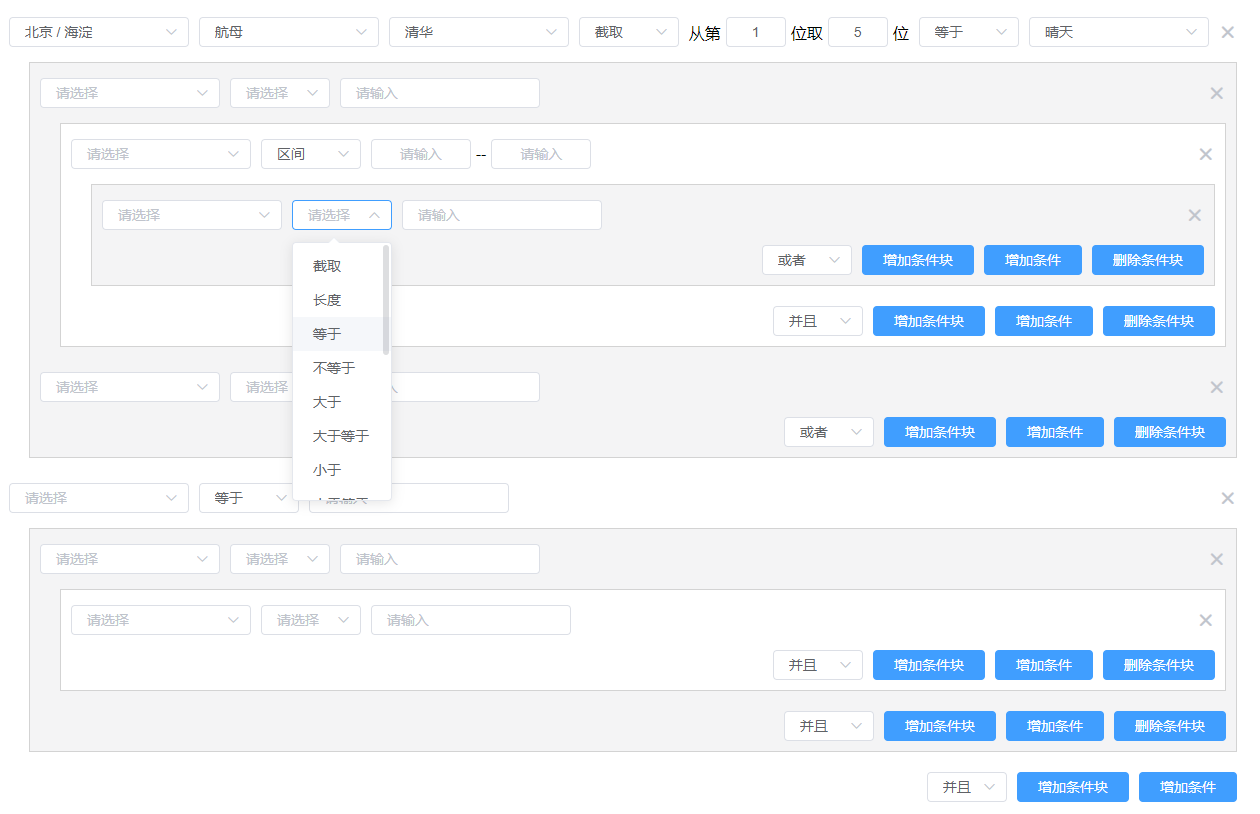 北京 / 海淀 航母 清华 截取 从第 1 位取 5 位 等于 晴天
请选择 请选择 请输入
请选择 区间 请输入 -- 请输入
请选择 请选择 请输入
或者 增加条件块 增加条件 删除条件块
截取
长度
等于
不等于
大于
大于等于
小于
并且 增加条件块 增加条件 删除条件块
请选择 请选择
或者 增加条件块 增加条件 删除条件块
请选择 等于
请选择 请选择 请输入
请选择 请选择 请输入
并且 增加条件块 增加条件 删除条件块
并且 增加条件块 增加条件 删除条件块
并且 增加条件块 增加条件